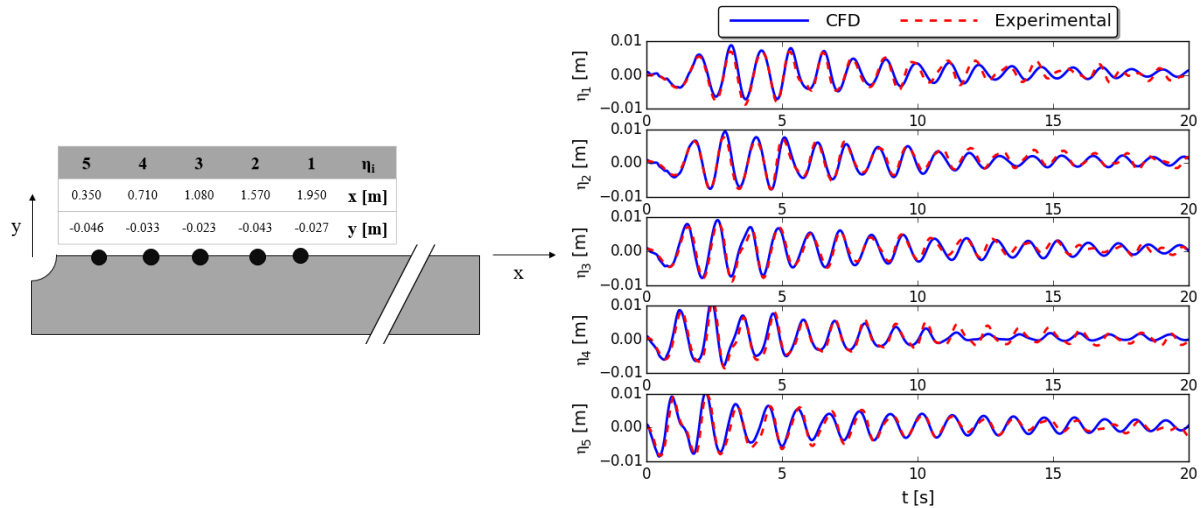 5 4 3 2 1 ηi
0.350 0.710 1.080 1.570 1.950 x [m]
-0.046 -0.033 -0.023 -0.043 -0.027 y [m]
y
x
CFD Experimental
0.01
0.00
−0.01
η1 [m]
0 5 10 15 20
0.01
0.00
−0.01
η2 [m]
0 5 10 15 20
0.01
0.00
−0.01
η3 [m]
0 5 10 15 20
0.01
0.00
−0.01
η4 [m]
0 5 10 15 20
0.01
0.00
−0.01
η5 [m]
0 5 10 15 20
t [s]